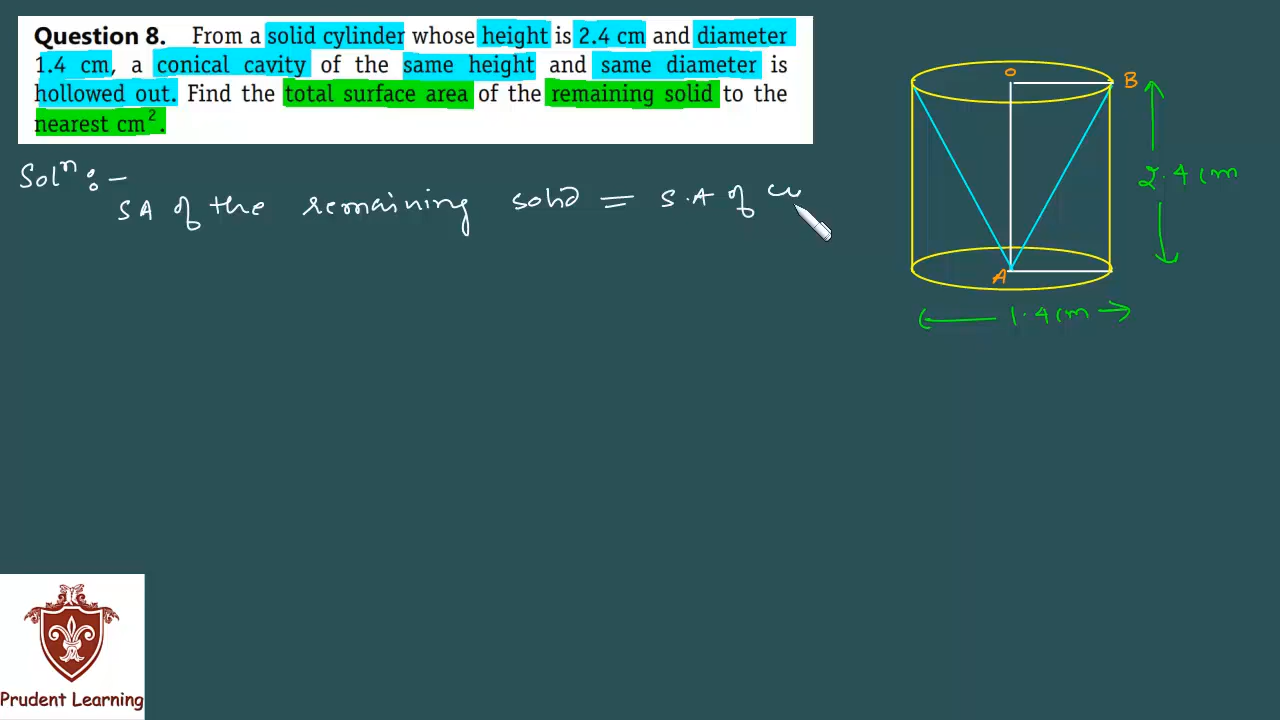 Question 8. From a solid cylinder whose height is 2.4 cm and diameter
1.4 cm, a conical cavity of the same height and same diameter is
hollowed out. Find the total surface area of the remaining solid to the
nearest cm².
Solⁿ :-
SA of the remaining solid = S.A of cu
O
B
2.4 cm
A
1.4 cm
Prudent Learning